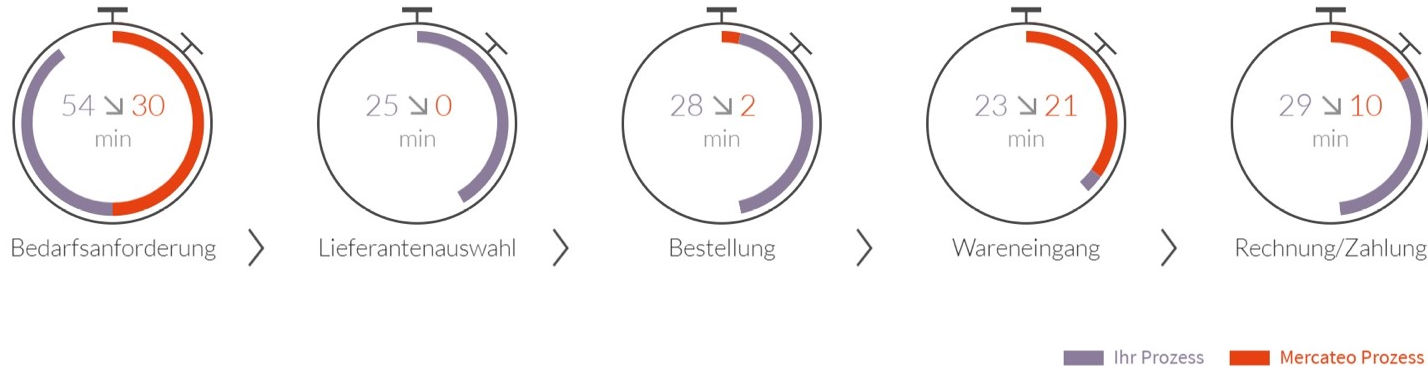 54 ↘ 30
min
25 ↘ 0
min
28 ↘ 2
min
23 ↘ 21
min
29 ↘ 10
min
Bedarfsanforderung
Lieferantenauswahl
Bestellung
Wareneingang
Rechnung/Zahlung
Ihr Prozess
Mercateo Prozess